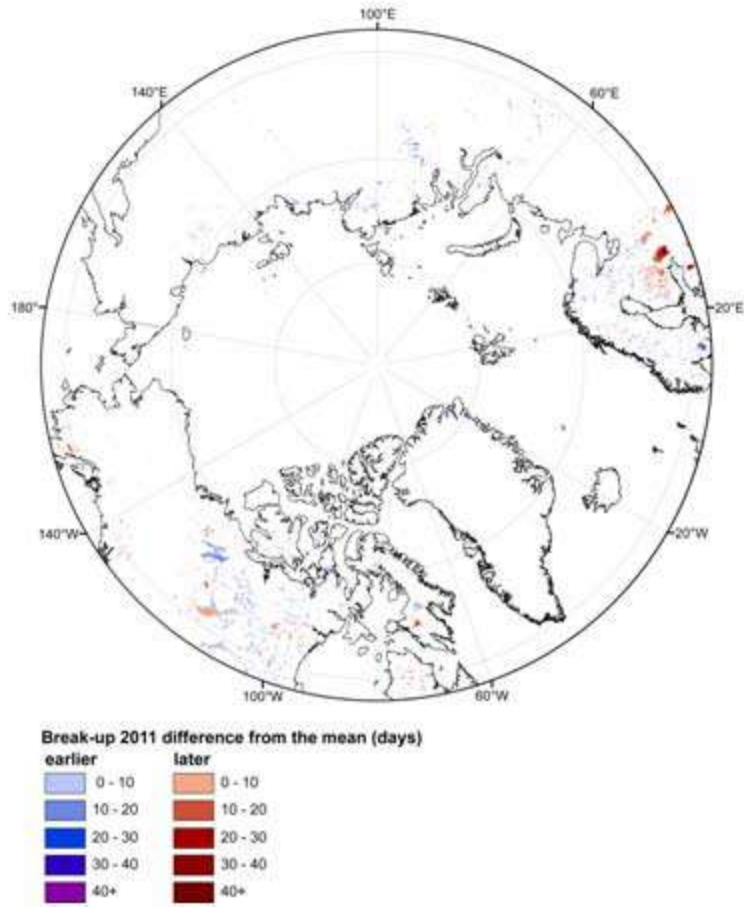 100°E
140°E
60°E
180°
20°E
140°W
20°W
100°W
60°W
Break-up 2011 difference from the mean (days)
earlier later
0 - 10 0 - 10
10 - 20 10 - 20
20 - 30 20 - 30
30 - 40 30 - 40
40+ 40+